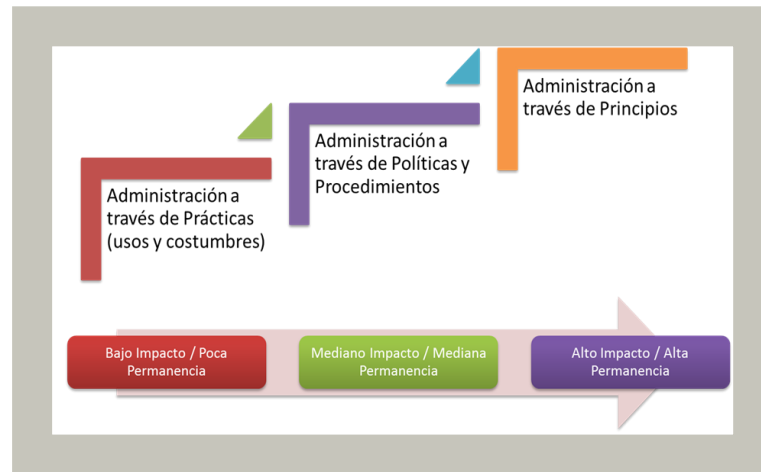 Administración a
través de Prácticas
(usos y costumbres)
Administración a
través de Políticas y
Procedimientos
Administración a
través de Principios
Bajo Impacto / Poca
Permanencia
Mediano Impacto / Mediana
Permanencia
Alto Impacto / Alta
Permanencia